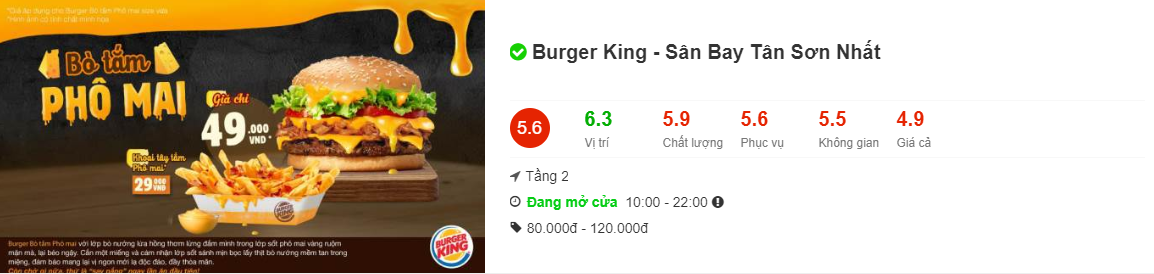 *Giá áp dụng cho Burger Bò tắm Phô mai size vừa
*Hình ảnh có tính chất minh họa
Bò tắm
PHÔ MAI
Giá chỉ
49.000
VND*
Khoai tây tắm
Phô mai*
29.000
VND
BURGER
KING
Burger Bò tắm Phô mai với lớp bò nướng lửa hồng thơm lừng đắm mình trong lớp sốt phô mai vàng ruộm
mặn mà, lại béo ngậy. Cắn một miếng và cảm nhận lớp sốt sánh mịn bọc lấy thịt bò nướng mềm tan trong
miệng, đảm bảo mang lại vị ngon mới lạ độc đáo, đầy thỏa mãn.
Còn chờ gì nữa, thử là "say nắng" ngay lần ăn đầu tiên!
Burger King - Sân Bay Tân Sơn Nhất
5.6
6.3 5.9 5.6 5.5 4.9
Vị trí Chất lượng Phục vụ Không gian Giá cả
Tầng 2
Đang mở cửa 10:00 - 22:00
80.000đ - 120.000đ